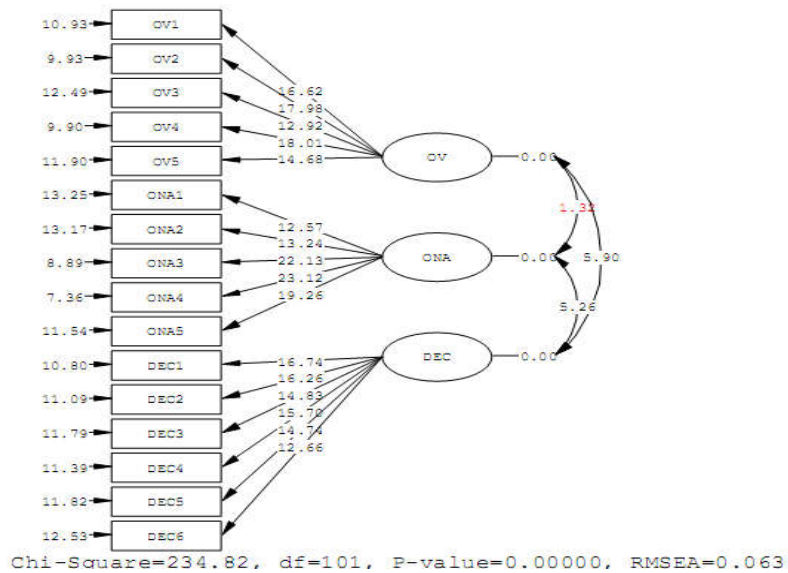 10.93 OV1
9.93 OV2
12.49 OV3 16.62
17.98
9.90 OV4 12.92
18.01
11.90 OV5 14.68 OV 0.00
13.25 ONA1
1.32
13.17 ONA2 12.57
13.24
8.89 ONA3 22.13 ONA 0.00 5.90
7.36 ONA4 23.12
19.26
11.54 ONA5 5.26
10.80 DEC1 16.74 DEC 0.00
11.09 DEC2 16.26
14.83
11.79 DEC3 15.70
14.74
11.39 DEC4 12.66
11.82 DEC5
12.53 DEC6
Chi-Square=234.82, df=101, P-value=0.00000, RMSEA=0.063